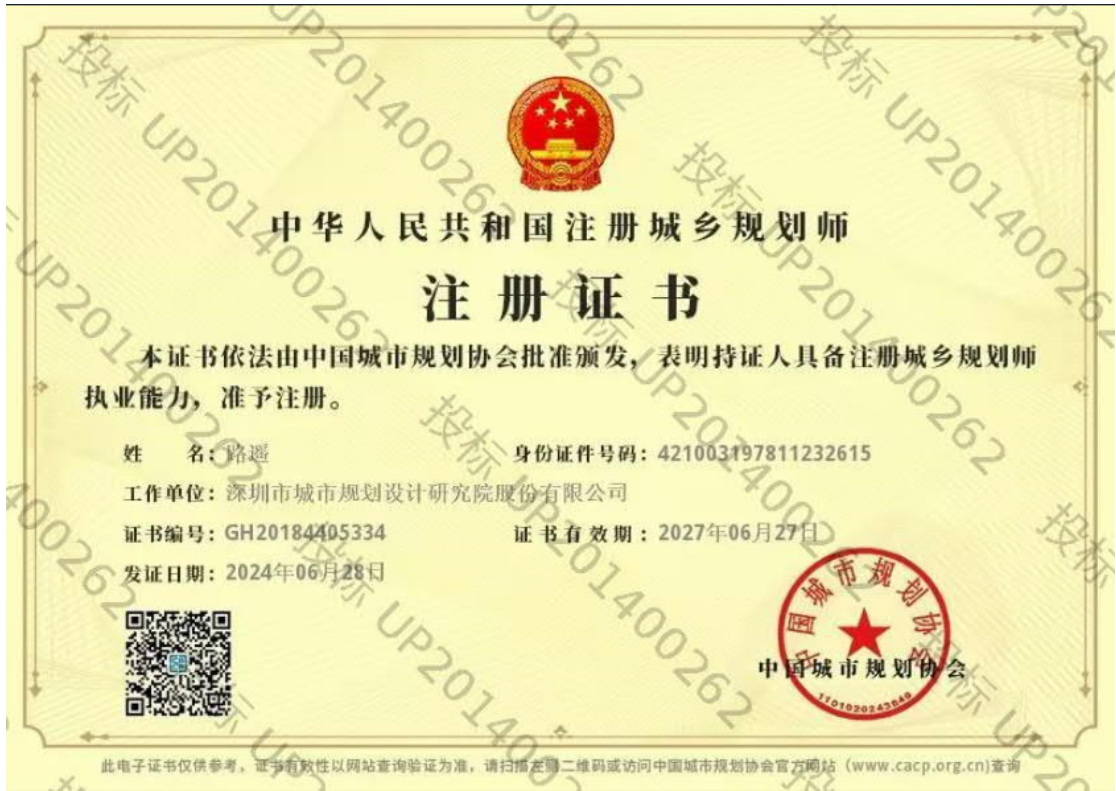 中华人民共和国注册城乡规划师
注册证书
本证书依法由中国城市规划协会批准颁发，表明持证人具备注册城乡规划师
执业能力，准予注册。
姓 名：路遥 身份证件号码：421003197811232615
工作单位：深圳市城市规划设计研究院股份有限公司
证书编号：GH20184405334 证书有效期：2027年06月27日
发证日期：2024年06月28日
中国城市规划协会
中国城市规划协会
1101020243849
此电子证书仅供参考，证书有效性以网站查询验证为准，请扫描左侧二维码或访问中国城市规划协会官方网站（www.cacp.org.cn)查询
投标 UP201400262